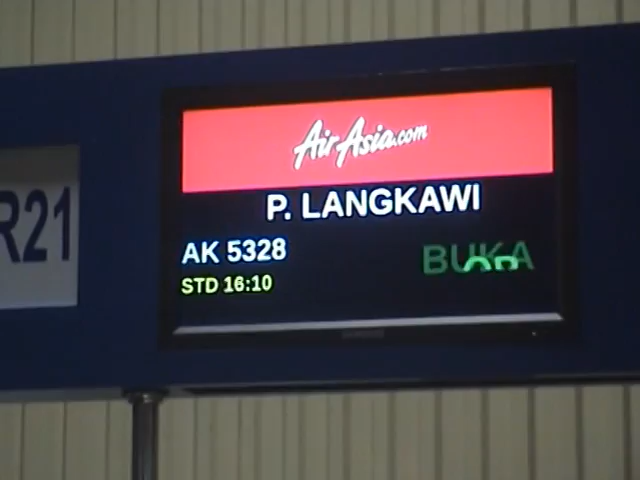 R21
AirAsia.com
P. LANGKAWI
AK 5328
BUKA
STD 16:10